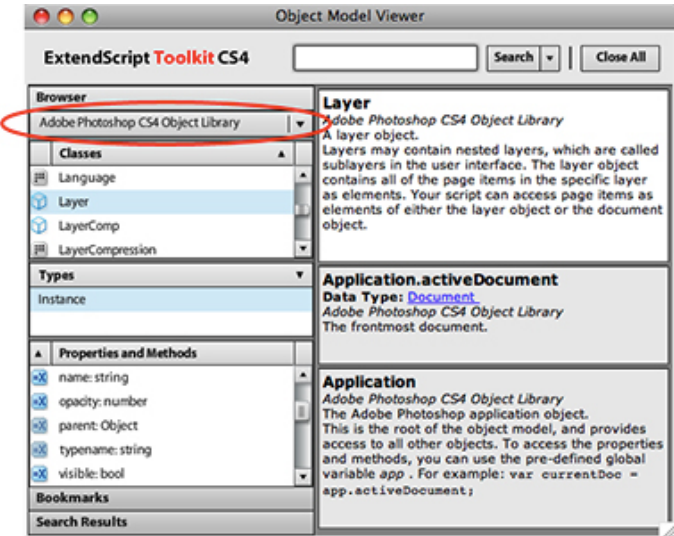 Object Model Viewer
ExtendScript Toolkit CS4
Search
Close All
Browser
Adobe Photoshop CS4 Object Library
Classes
Language
Layer
LayerComp
LayerCompression
Types
Instance
Properties and Methods
name: string
opacity: number
parent: Object
typename: string
visible: bool
Bookmarks
Search Results
Layer
Adobe Photoshop CS4 Object Library
A layer object.
Layers may contain nested layers, which are called
sublayers in the user interface. The layer object
contains all of the page items in the specific layer
as elements. Your script can access page items as
elements of either the layer object or the document
object.
Application.activeDocument
Data Type: Document
Adobe Photoshop CS4 Object Library
The frontmost document.
Application
Adobe Photoshop CS4 Object Library
The Adobe Photoshop application object.
This is the root of the object model, and provides
access to all other objects. To access the properties
and methods, you can use the pre-defined global
variable app . For example: var currentDoc =
app.activeDocument;